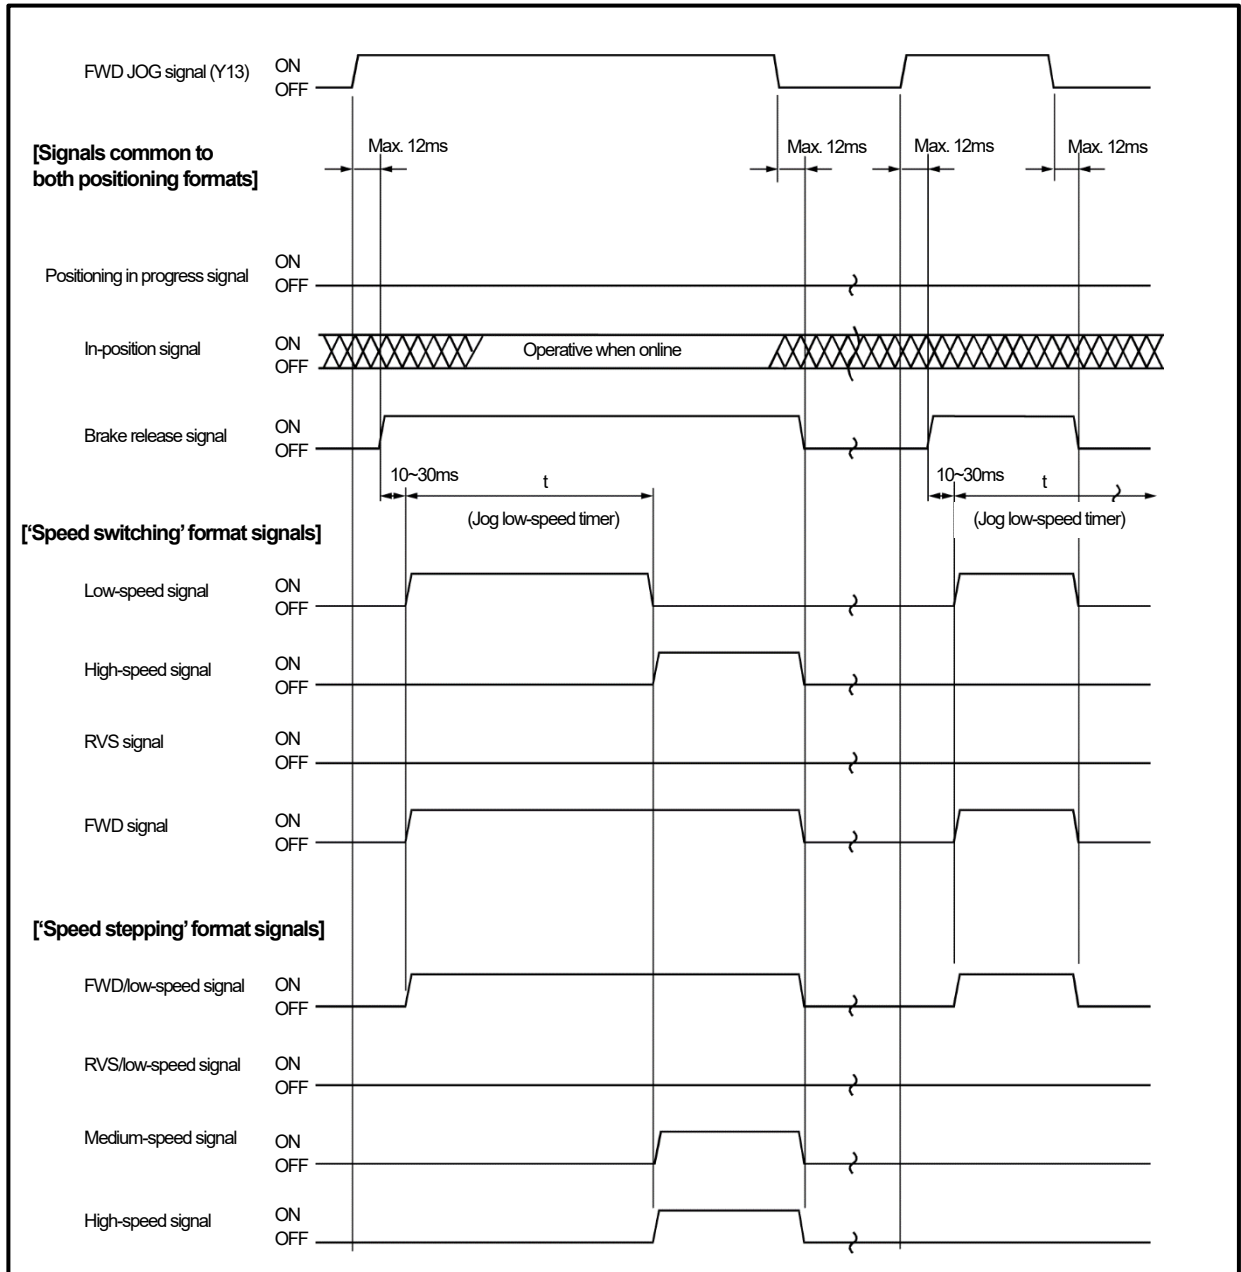 FWD JOG signal (Y13)
ON
OFF
[Signals common to
both positioning formats]
Max. 12ms
Max. 12ms
Max. 12ms
Max. 12ms
Positioning in progress signal
ON
OFF
In-position signal
ON
OFF
Operative when online
Brake release signal
ON
OFF
10~30ms
t
(Jog low-speed timer)
10~30ms
t
(Jog low-speed timer)
['Speed switching' format signals]
Low-speed signal
ON
OFF
High-speed signal
ON
OFF
RVS signal
ON
OFF
FWD signal
ON
OFF
['Speed stepping' format signals]
FWD/low-speed signal
ON
OFF
RVS/low-speed signal
ON
OFF
Medium-speed signal
ON
OFF
High-speed signal
ON
OFF